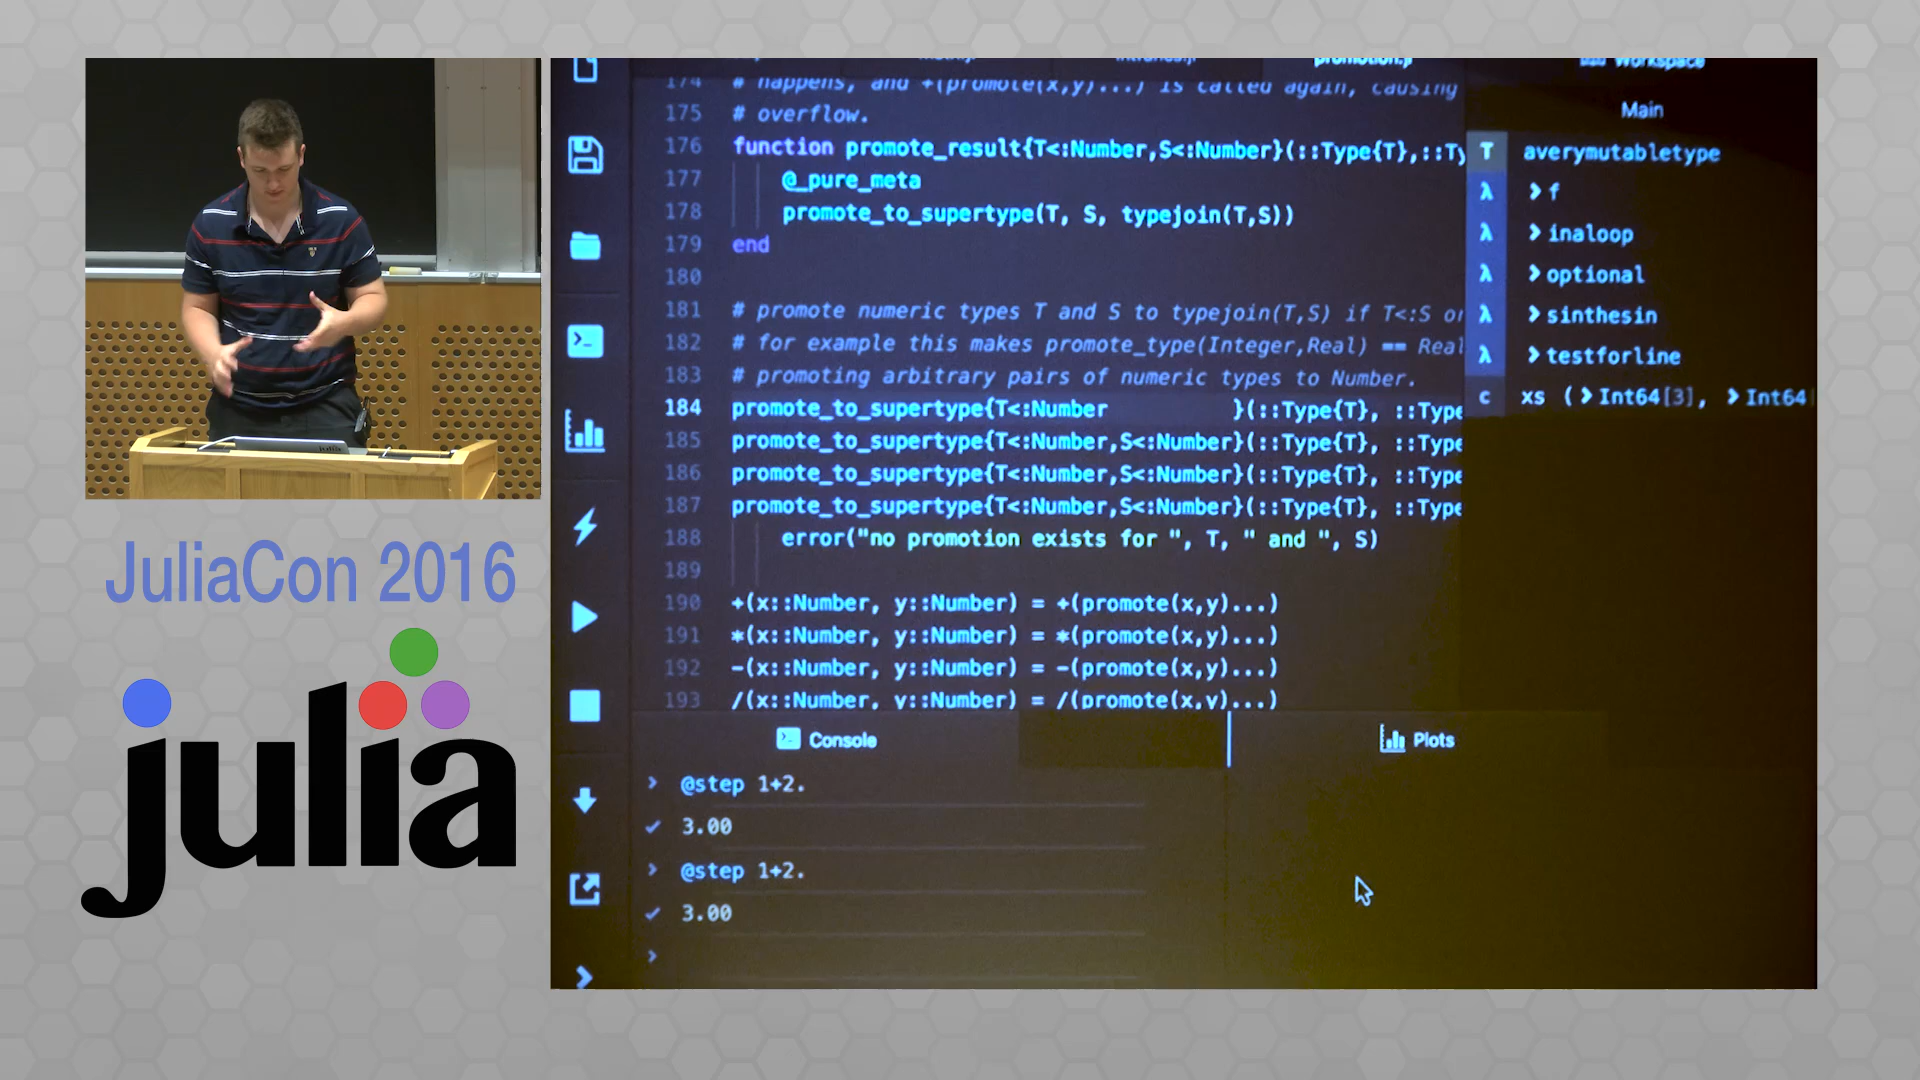 JuliaCon 2016
julia
promotion.jl
Workspace
174 # happens, and +(promote(x,y)...) is called again, causing
175 # overflow.
176 function promote_result{T<:Number,S<:Number}(::Type{T},::Ty
177 @_pure_meta
178 promote_to_supertype(T, S, typejoin(T,S))
179 end
180
181 # promote numeric types T and S to typejoin(T,S) if T<:S or
182 # for example this makes promote_type(Integer,Real) == Real
183 # promoting arbitrary pairs of numeric types to Number.
184 promote_to_supertype{T<:Number }(::Type{T}, ::Type
185 promote_to_supertype{T<:Number,S<:Number}(::Type{T}, ::Type
186 promote_to_supertype{T<:Number,S<:Number}(::Type{T}, ::Type
187 promote_to_supertype{T<:Number,S<:Number}(::Type{T}, ::Type
188 error("no promotion exists for ", T, " and ", S)
189
190 +(x::Number, y::Number) = +(promote(x,y)...)
191 *(x::Number, y::Number) = *(promote(x,y)...)
192 -(x::Number, y::Number) = -(promote(x,y)...)
193 /(x::Number, y::Number) = /(promote(x,y)...)
Main
T averymutabletype
λ > f
λ > inaloop
λ > optional
λ > sinthesin
λ > testforline
c xs (> Int64[3], > Int64
Console
Plots
> @step 1+2.
✓ 3.00
> @step 1+2.
✓ 3.00
>